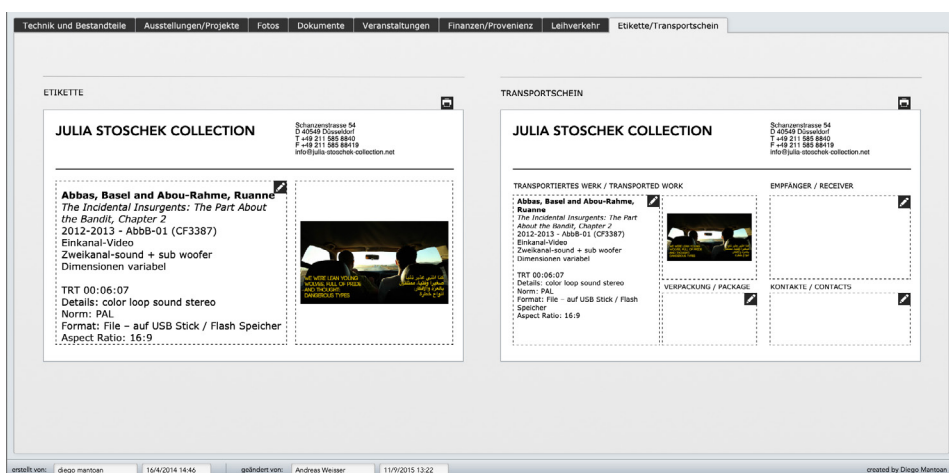 Technik und Bestandteile Ausstellungen/Projekte Fotos Dokumente Veranstaltungen Finanzen/Provenienz Leihverkehr Etikette/Transportschein
ETIKETTE
JULIA STOSCHEK COLLECTION
Schanzenstrasse 54
D 40549 Düsseldorf
T +49 211 585 8840
F +49 211 585 88419
info@julia-stoschek-collection.net
Abbas, Basel and Abou-Rahme, Ruanne
The Incidental Insurgents: The Part About
the Bandit, Chapter 2
2012-2013 - AbbB-01 (CF3387)
Einkanal-Video
Zweikanal-sound + sub woofer
Dimensionen variabel
TRT 00:06:07
Details: color loop sound stereo
Norm: PAL
Format: File – auf USB Stick / Flash Speicher
Aspect Ratio: 16:9
WE WERE LEAN YOUNG
WOLVES, FULL OF PRIDE
AND THOUGHT
DANGEROUS TYPES
TRANSPORTSCHEIN
JULIA STOSCHEK COLLECTION
Schanzenstrasse 54
D 40549 Düsseldorf
T +49 211 585 8840
F +49 211 585 88419
info@julia-stoschek-collection.net
TRANSPORTIERTES WERK / TRANSPORTED WORK
Abbas, Basel and Abou-Rahme,
Ruanne
The Incidental Insurgents: The Part
About the Bandit, Chapter 2
2012-2013 - AbbB-01 (CF3387)
Einkanal-Video
Zweikanal-sound + sub woofer
Dimensionen variabel
TRT 00:06:07
Details: color loop sound stereo
Norm: PAL
Format: File – auf USB Stick / Flash
Speicher
Aspect Ratio: 16:9
VERPACKUNG / PACKAGE
EMPFÄNGER / RECEIVER
KONTAKTE / CONTACTS
erstellt von: diego mantoan 16/4/2014 14:46 geändert von: Andreas Weisser 11/9/2015 13:22 created by Diego Mantoan